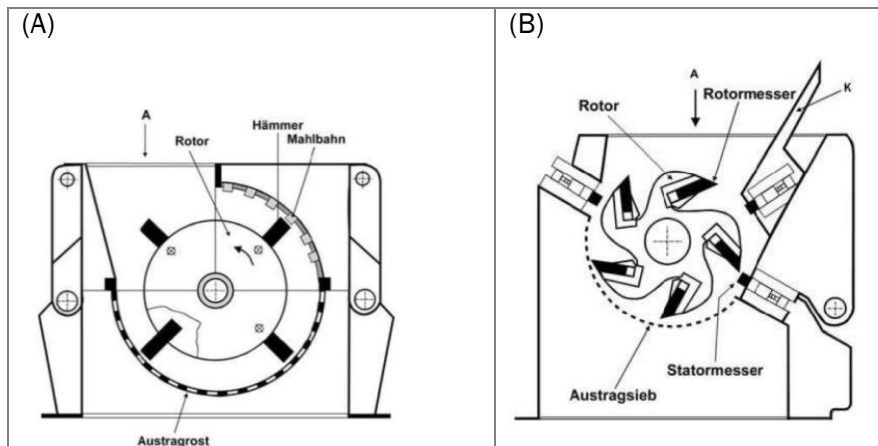 (A)
A
Rotor
Hämmer
Mahlbahn
Austragrost
(B)
A
Rotor
Rotormesser
K
Statormesser
Austragsieb